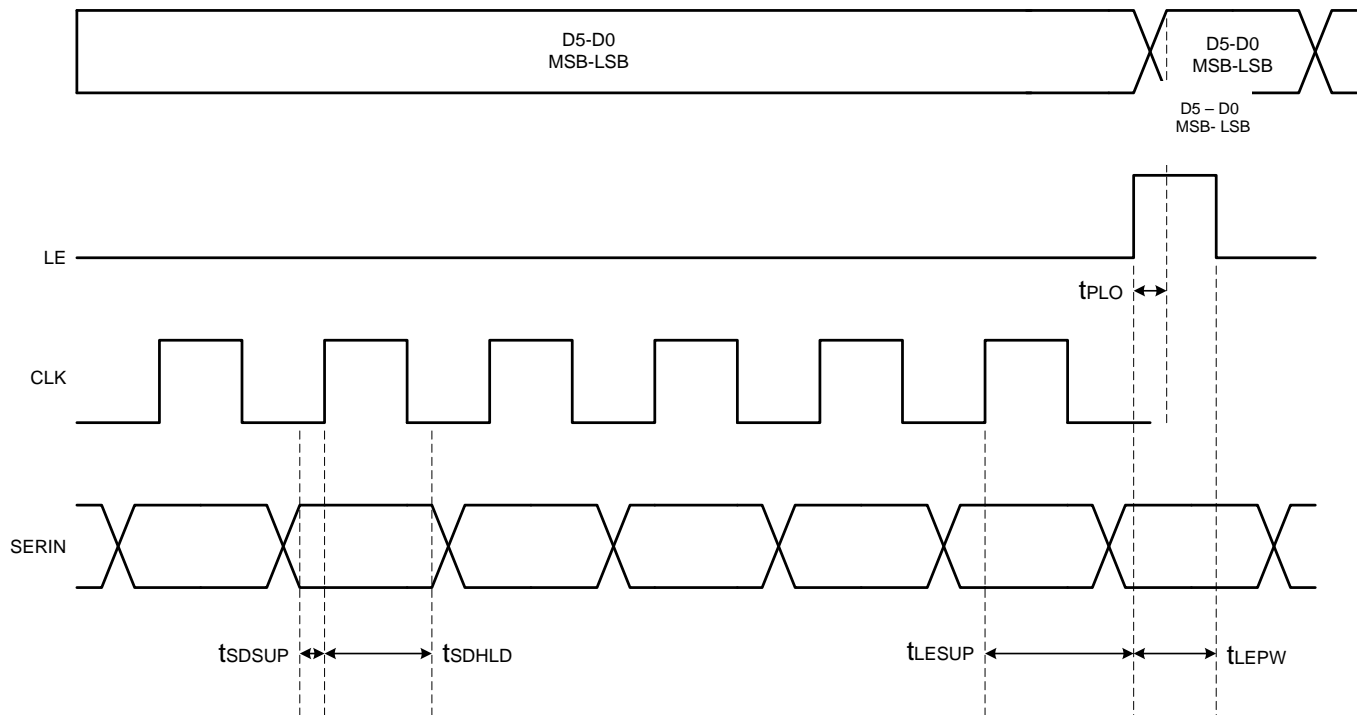 D5-D0
MSB-LSB
D5-D0
MSB-LSB
D5 – D0
MSB- LSB
LE
tPLO
CLK
SERIN
tSDSUP
tSDHLD
tLESUP
tLEPW